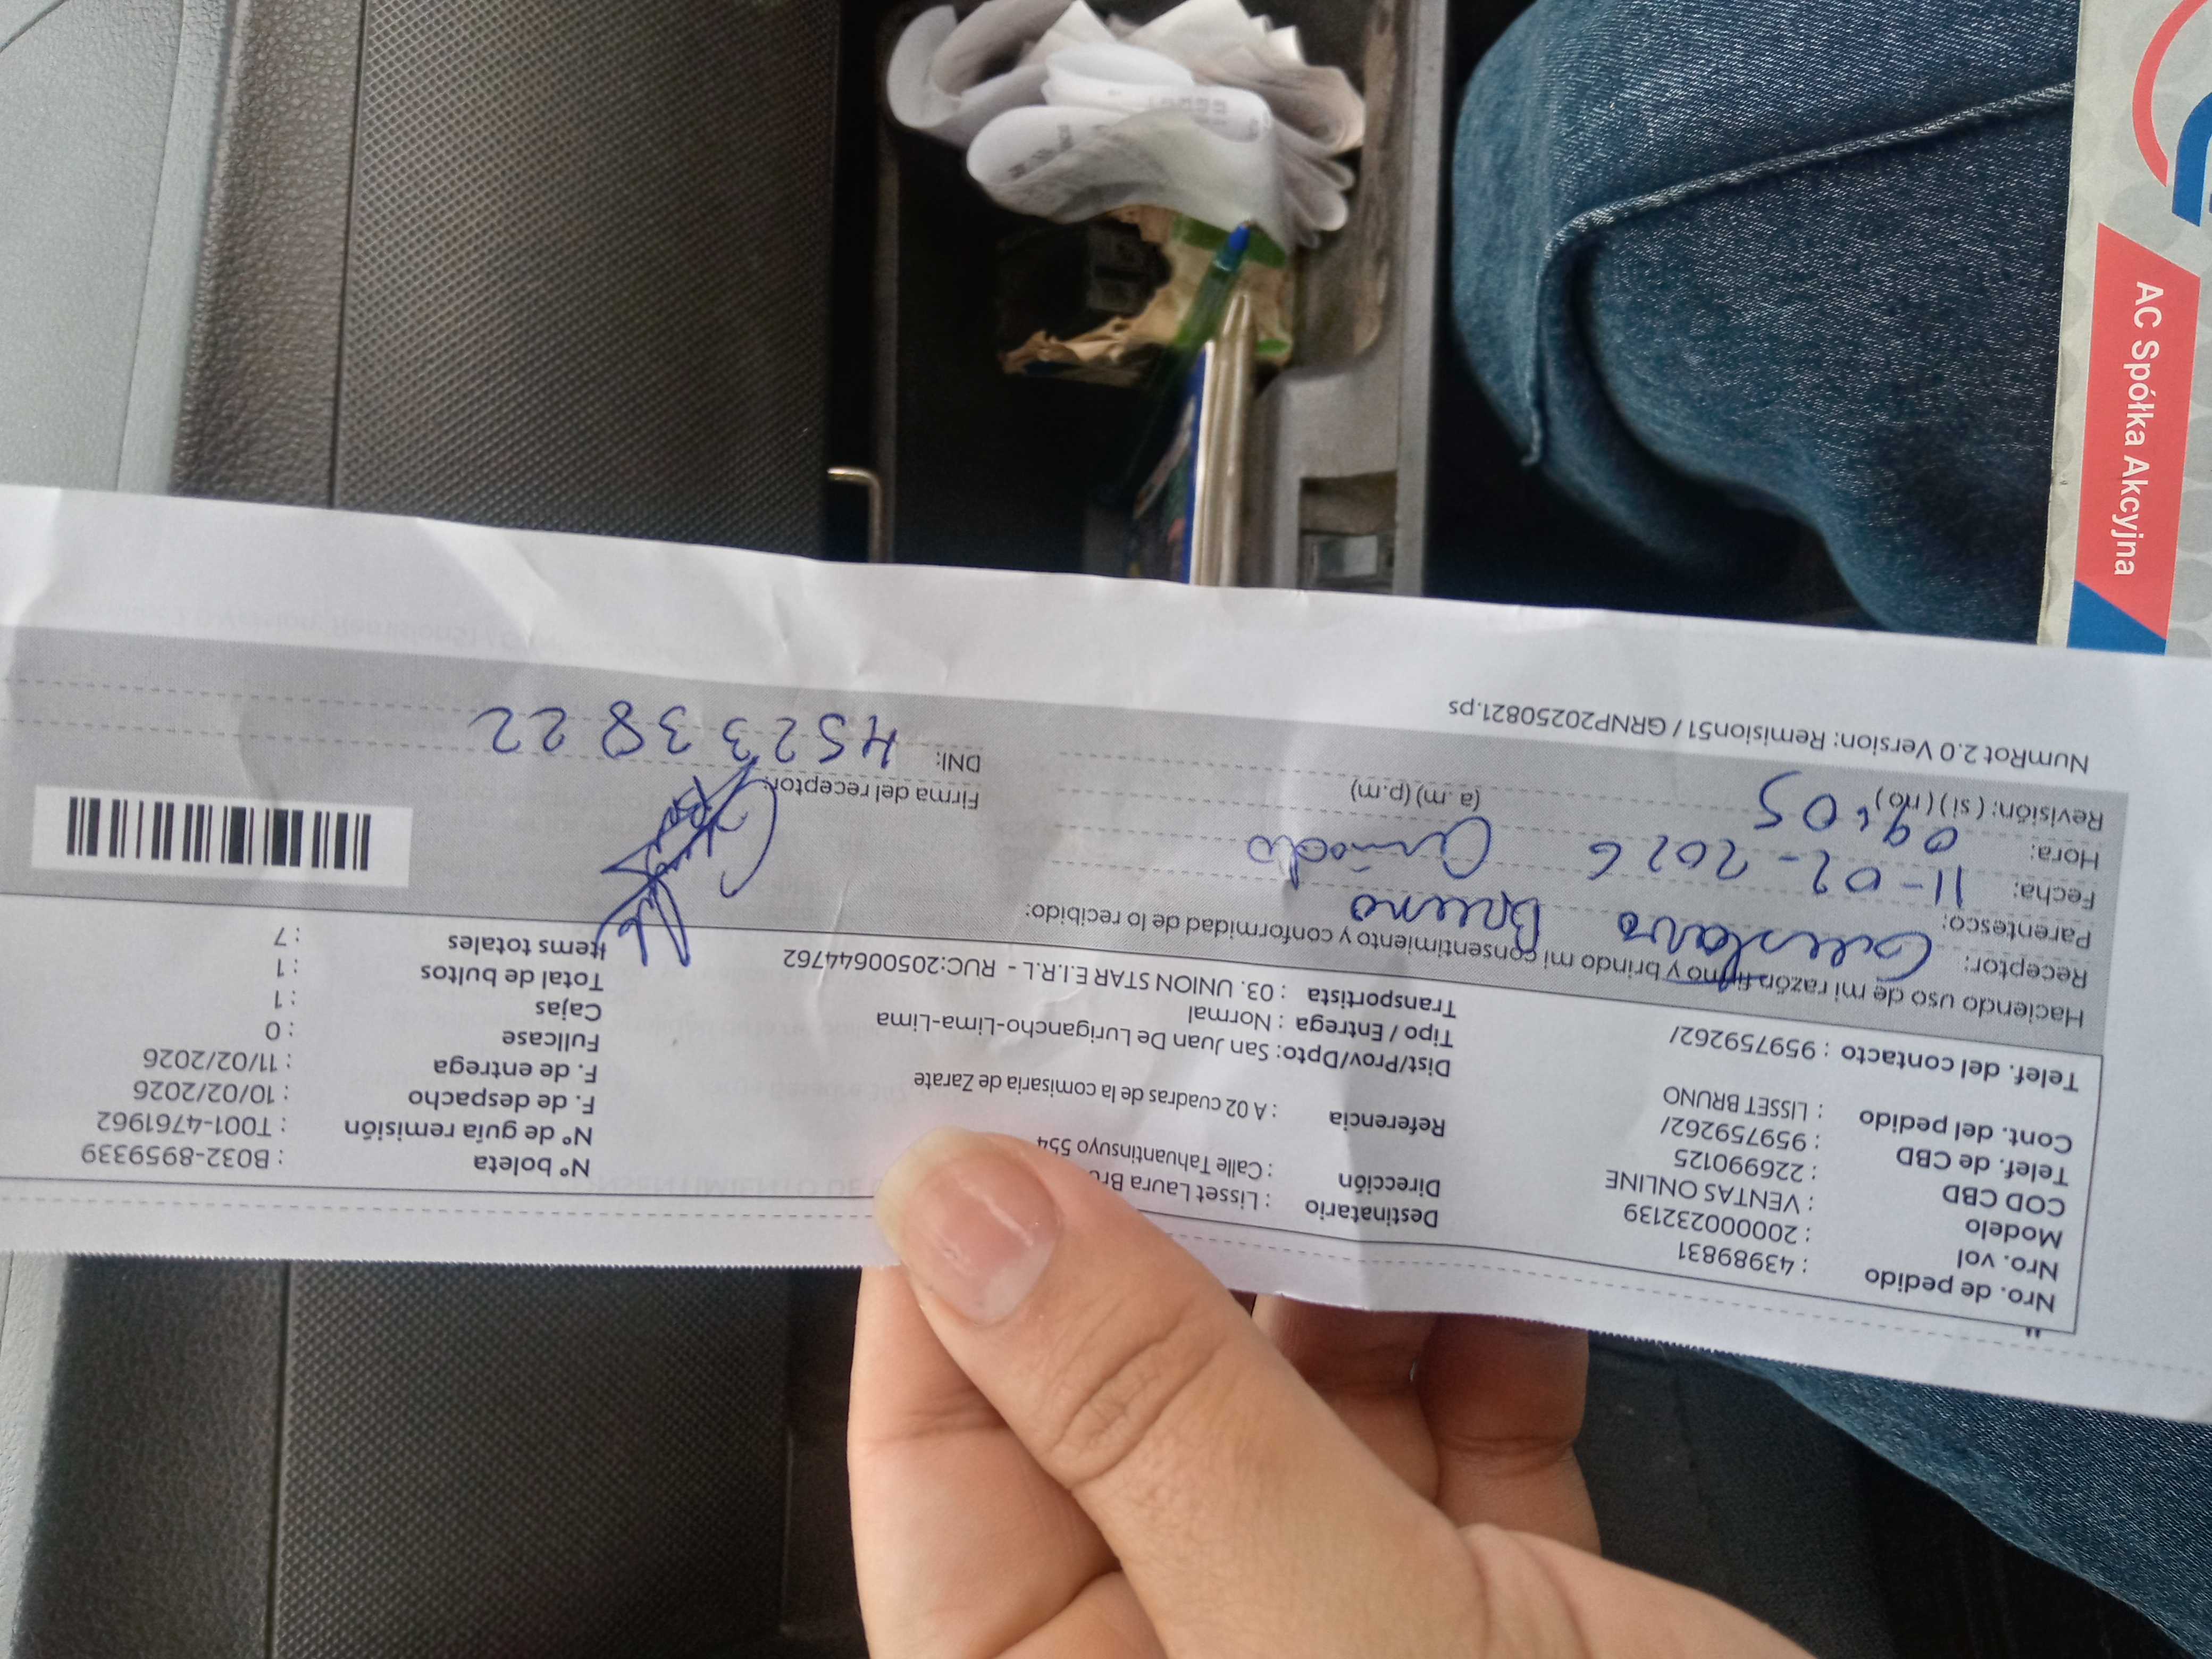 Nro. de pedido : 43989831
Nro. vol : 200000232139
Modelo : VENTAS ONLINE
COD CBD : 226990125
Telef. de CBD : 959759262/
Cont. del pedido : LISSET BRUNO
Telef. del contacto : 959759262/
Destinatario : Lisset Laura Br
Dirección : Calle Tahuantinsuyo 554
Referencia : A 02 cuadras de la comisaria de Zarate
Dist/Prov/Dpto: San Juan De Lurigancho-Lima-Lima
Tipo / Entrega : Normal
Transportista : 03. UNION STAR E.I.R.L - RUC:20500644762
N° boleta : B032-8959339
N° de guía remisión : T001-4761962
F. de despacho : 10/02/2026
F. de entrega : 11/02/2026
Fullcase : 0
Cajas : 1
Total de bultos : 1
Items totales : 7
Haciendo uso de mi razón firmo y brindo mi consentimiento y conformidad de lo recibido:
Receptor: Bruno
Parentesco:
Fecha: 11-02-2026
Hora: 09:05 (a.m) (p.m)
Revisión: ( si ) ( no )
Firma del receptor:
DNI: 45233822
NumRot 2.0 Version: Remision51 / GRNP20250821.ps
AC Spółka Akcyjna